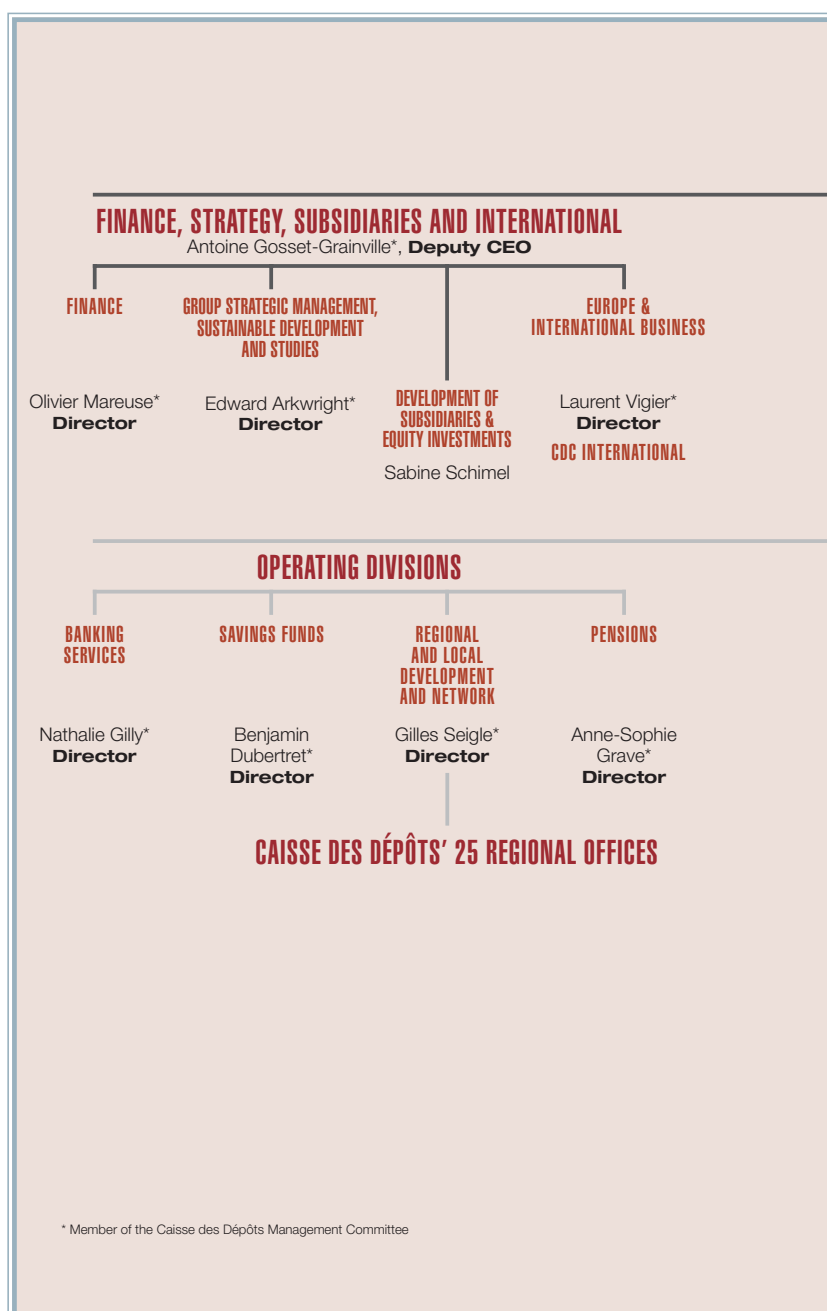 FINANCE, STRATEGY, SUBSIDIARIES AND INTERNATIONAL
Antoine Gosset-Grainville*, Deputy CEO
FINANCE
Olivier Mareuse*
Director
GROUP STRATEGIC MANAGEMENT,
SUSTAINABLE DEVELOPMENT
AND STUDIES
Edward Arkwright*
Director
DEVELOPMENT OF
SUBSIDIARIES &
EQUITY INVESTMENTS
Sabine Schimel
EUROPE &
INTERNATIONAL BUSINESS
Laurent Vigier*
Director
CDC INTERNATIONAL
OPERATING DIVISIONS
BANKING
SERVICES
Nathalie Gilly*
Director
SAVINGS FUNDS
Benjamin
Dubertret*
Director
REGIONAL
AND LOCAL
DEVELOPMENT
AND NETWORK
Gilles Seigle*
Director
PENSIONS
Anne-Sophie
Grave*
Director
CAISSE DES DÉPÔTS' 25 REGIONAL OFFICES
* Member of the Caisse des Dépôts Management Committee